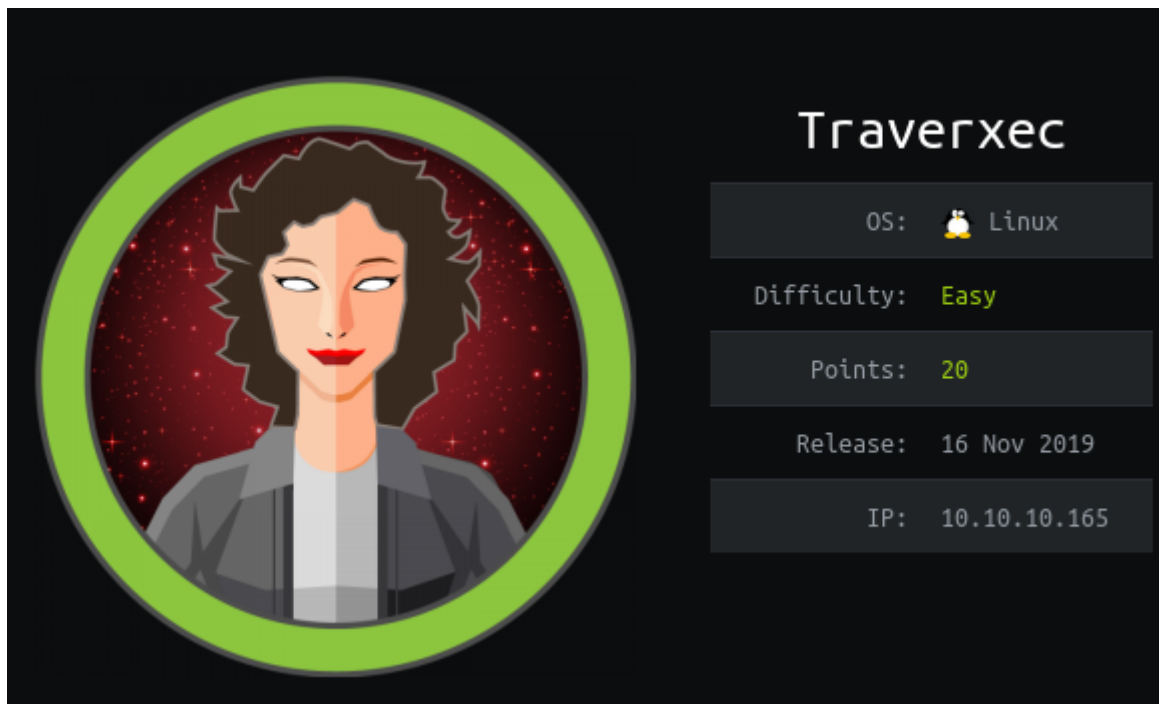 Traverxec
OS: Linux
Difficulty: Easy
Points: 20
Release: 16 Nov 2019
IP: 10.10.10.165